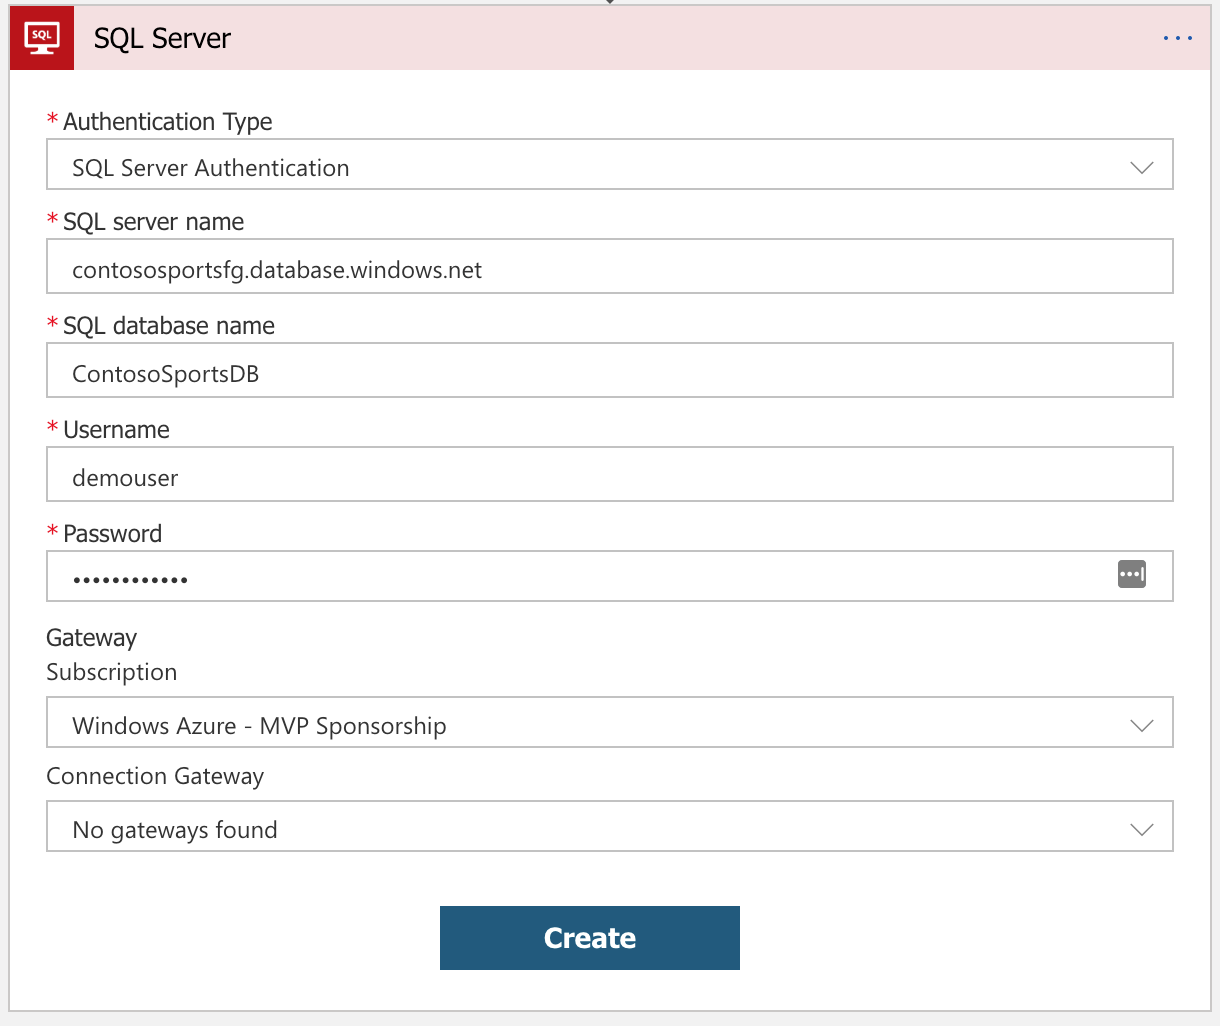 SQL
SQL Server
* Authentication Type
SQL Server Authentication
* SQL server name
contososportsfg.database.windows.net
* SQL database name
ContosoSportsDB
* Username
demouser
* Password
••••••••••••
Gateway
Subscription
Windows Azure - MVP Sponsorship
Connection Gateway
No gateways found
Create